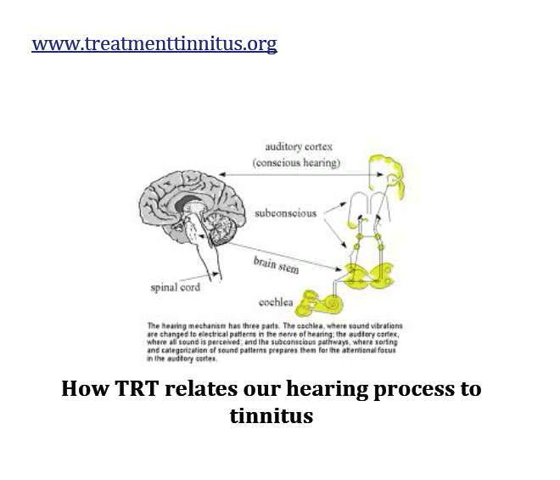 www.treatmenttinnitus.org
auditory cortex
(conscious hearing)
subconscious
brain stem
spinal cord
cochlea
The hearing mechanism has three parts. The cochlea, where sound vibrations
are changed to electrical patterns in the nerve of hearing; the auditory cortex,
where all sound is perceived; and the subconscious pathways, where sorting
and categorization of sound patterns prepares them for the attentional focus
in the auditory cortex.
How TRT relates our hearing process to
tinnitus